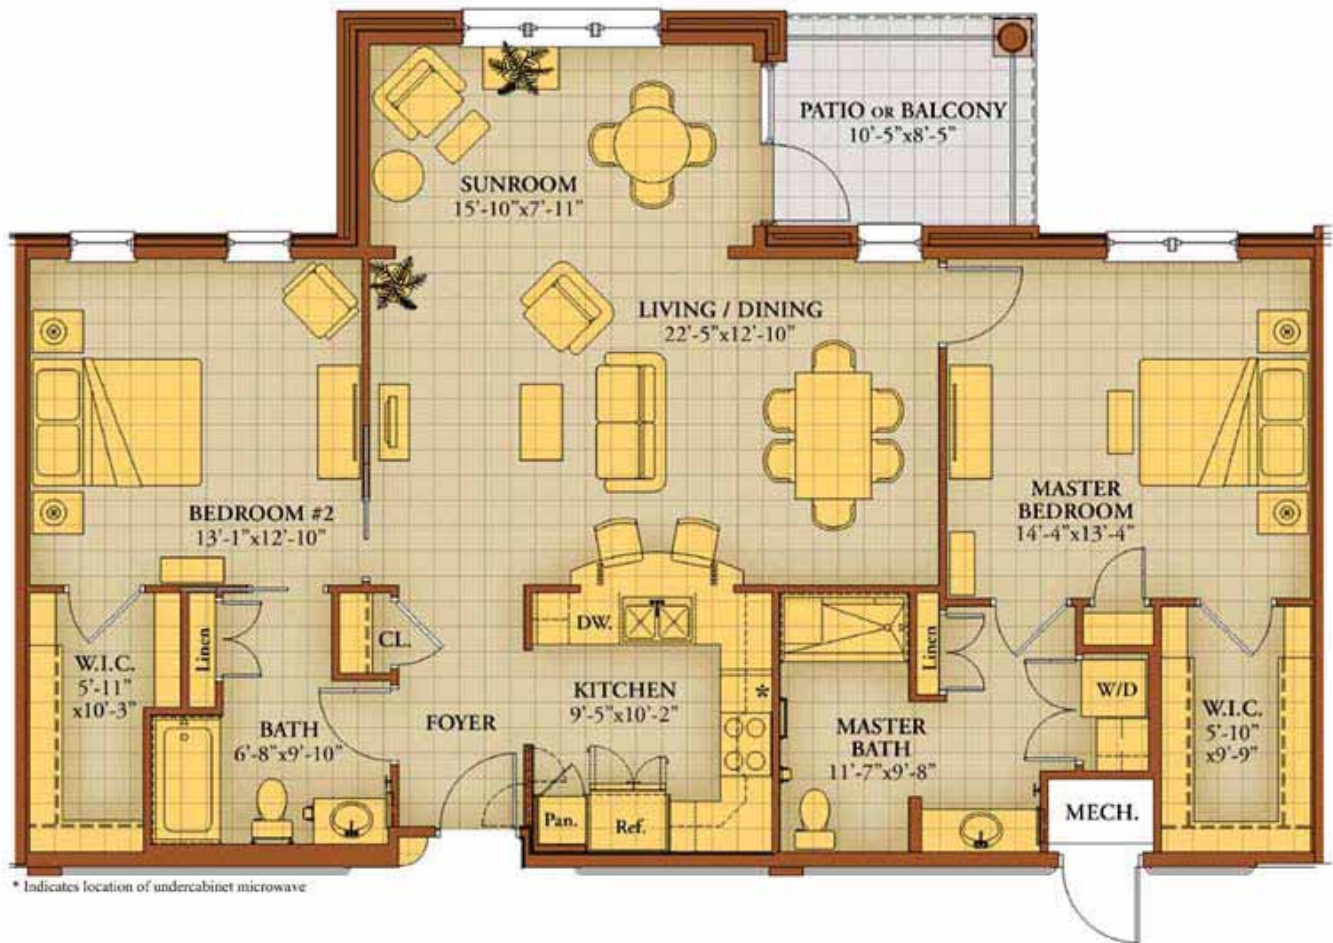 PATIO OR BALCONY
10'-5"x8'-5"
SUNROOM
15'-10"x7'-11"
LIVING / DINING
22'-5"x12'-10"
BEDROOM #2
13'-1"x12'-10"
MASTER
BEDROOM
14'-4"x13'-4"
W.I.C.
5'-11"
x10'-3"
Linen
CL.
DW.
KITCHEN
9'-5"x10'-2"
*
BATH
6'-8"x9'-10"
FOYER
Pan.
Ref.
MASTER
BATH
11'-7"x9'-8"
Linen
W/D
W.I.C.
5'-10"
x9'-9"
MECH.
* Indicates location of undercabinet microwave